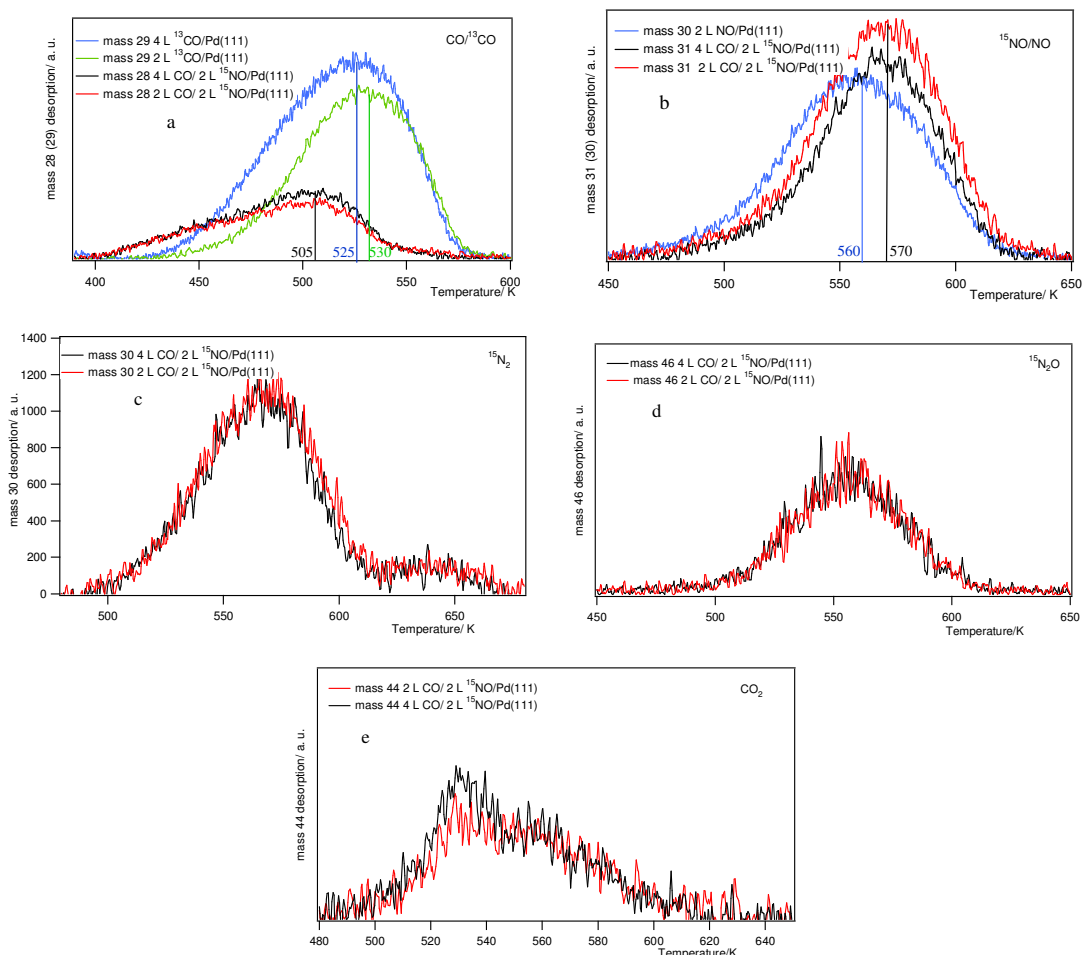 mass 28 (29) desorption/ a. u.
mass 29 4 L ¹³CO/Pd(111)
mass 29 2 L ¹³CO/Pd(111)
mass 28 4 L CO/ 2 L ¹⁵NO/Pd(111)
mass 28 2 L CO/ 2 L ¹⁵NO/Pd(111)
CO/¹³CO
a
505 525 530
400 450 500 550 600
Temperature/ K
mass 31 (30) desorption/ a. u.
mass 30 2 L NO/Pd(111)
mass 31 4 L CO/ 2 L ¹⁵NO/Pd(111)
mass 31 2 L CO/ 2 L ¹⁵NO/Pd(111)
¹⁵NO/NO
b
560 570
450 500 550 600 650
Temperature/ K
mass 30 desorption/ a. u.
1400
1200
1000
800
600
400
200
0
mass 30 4 L CO/ 2 L ¹⁵NO/Pd(111)
mass 30 2 L CO/ 2 L ¹⁵NO/Pd(111)
¹⁵N₂
c
500 550 600 650
Temperature/K
mass 46 desorption/ a. u.
mass 46 4 L CO/ 2 L ¹⁵NO/Pd(111)
mass 46 2 L CO/ 2 L ¹⁵NO/Pd(111)
¹⁵N₂O
d
450 500 550 600 650
Temperature/ K
mass 44 desorption/ a. u.
mass 44 2 L CO/ 2 L ¹⁵NO/Pd(111)
mass 44 4 L CO/ 2 L ¹⁵NO/Pd(111)
CO₂
e
480 500 520 540 560 580 600 620 640
Temperature/ K